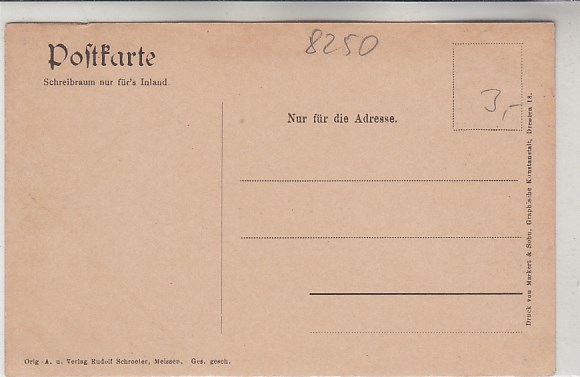 8250
Postkarte
Schreibraum nur für's Inland.
Nur für die Adresse.
3,-
Druck von Markert & Sohn, Graphische Kunstanstalt, Dresden 14.
Orig.-A. u. Verlag Rudolf Schroeter, Meissen. Ges. gesch.